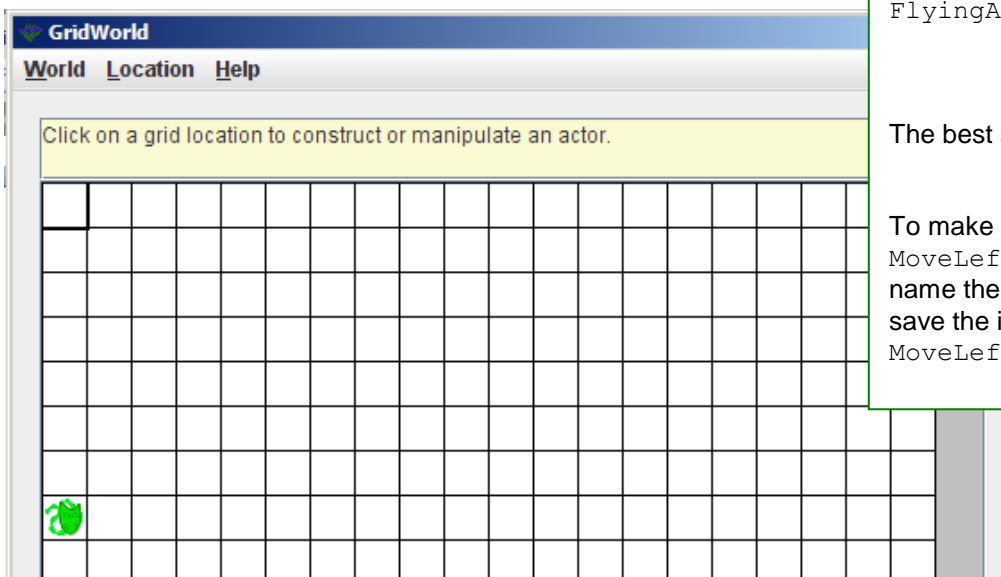 GridWorld
World Location Help
Click on a grid location to construct or manipulate an actor.
FlyingA
The best
To make
MoveLef
name the
save the i
MoveLef